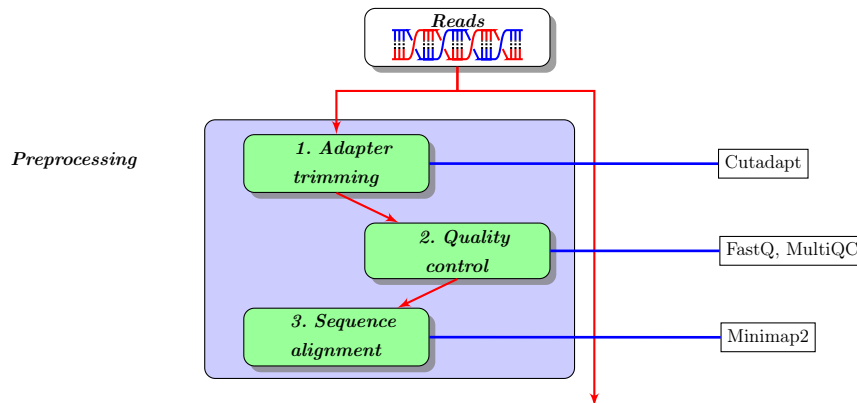 Reads
Preprocessing
1. Adapter
trimming
Cutadapt
2. Quality
control
FastQ, MultiQC
3. Sequence
alignment
Minimap2